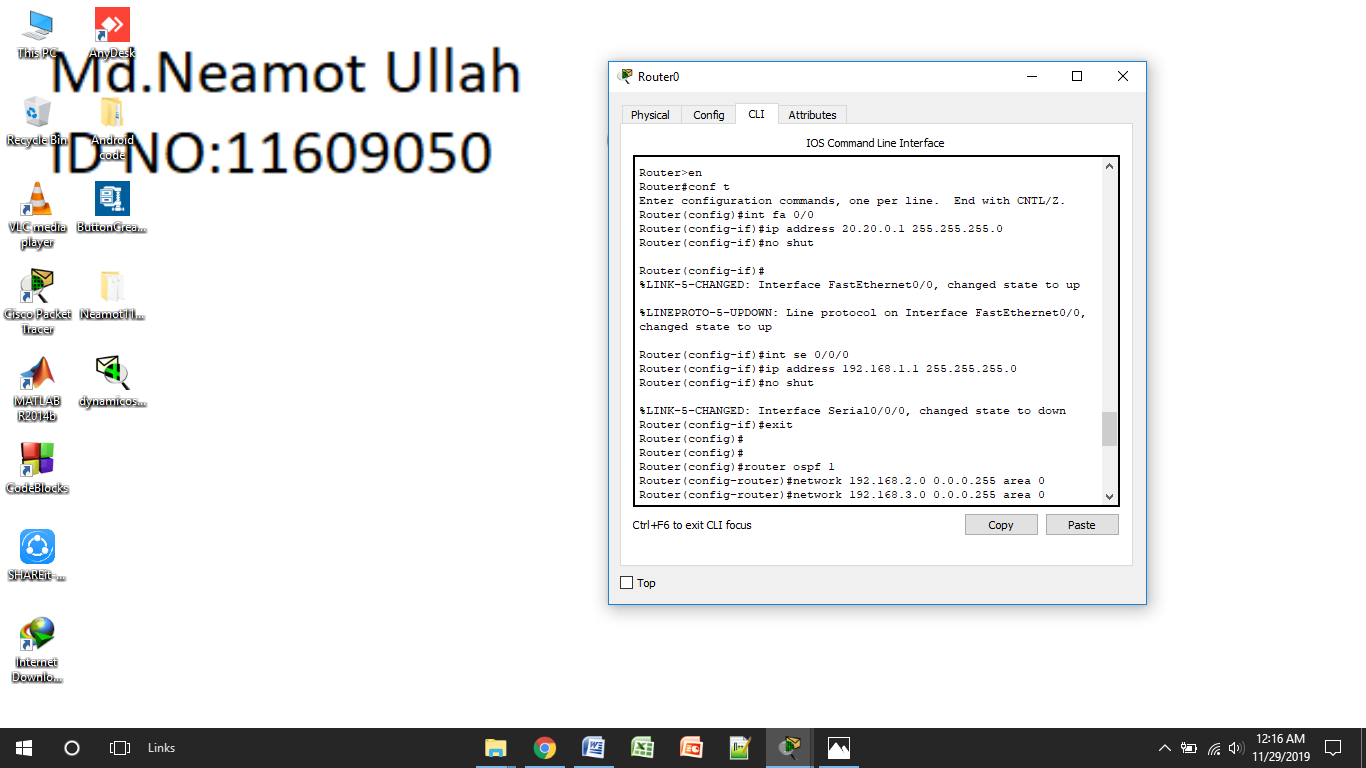 Md.Neamot Ullah
ID NO:11609050
This PC
AnyDesk
Recycle Bin
Android
code
VLC media
player
ButtonCrea...
Cisco Packet
Tracer
Neamot11...
MATLAB
R2014b
dynamicos...
CodeBlocks
SHAREit-...
Internet
Downlo...
Router0
Physical
Config
CLI
Attributes
IOS Command Line Interface
Router>en
Router#conf t
Enter configuration commands, one per line.  End with CNTL/Z.
Router(config)#int fa 0/0
Router(config-if)#ip address 20.20.0.1 255.255.255.0
Router(config-if)#no shut
Router(config-if)#
%LINK-5-CHANGED: Interface FastEthernet0/0, changed state to up
%LINEPROTO-5-UPDOWN: Line protocol on Interface FastEthernet0/0,
changed state to up
Router(config-if)#int se 0/0/0
Router(config-if)#ip address 192.168.1.1 255.255.255.0
Router(config-if)#no shut
%LINK-5-CHANGED: Interface Serial0/0/0, changed state to down
Router(config-if)#exit
Router(config)#
Router(config)#
Router(config)#router ospf 1
Router(config-router)#network 192.168.2.0 0.0.0.255 area 0
Router(config-router)#network 192.168.3.0 0.0.0.255 area 0
Ctrl+F6 to exit CLI focus
Copy
Paste
Top
Links
12:16 AM
11/29/2019